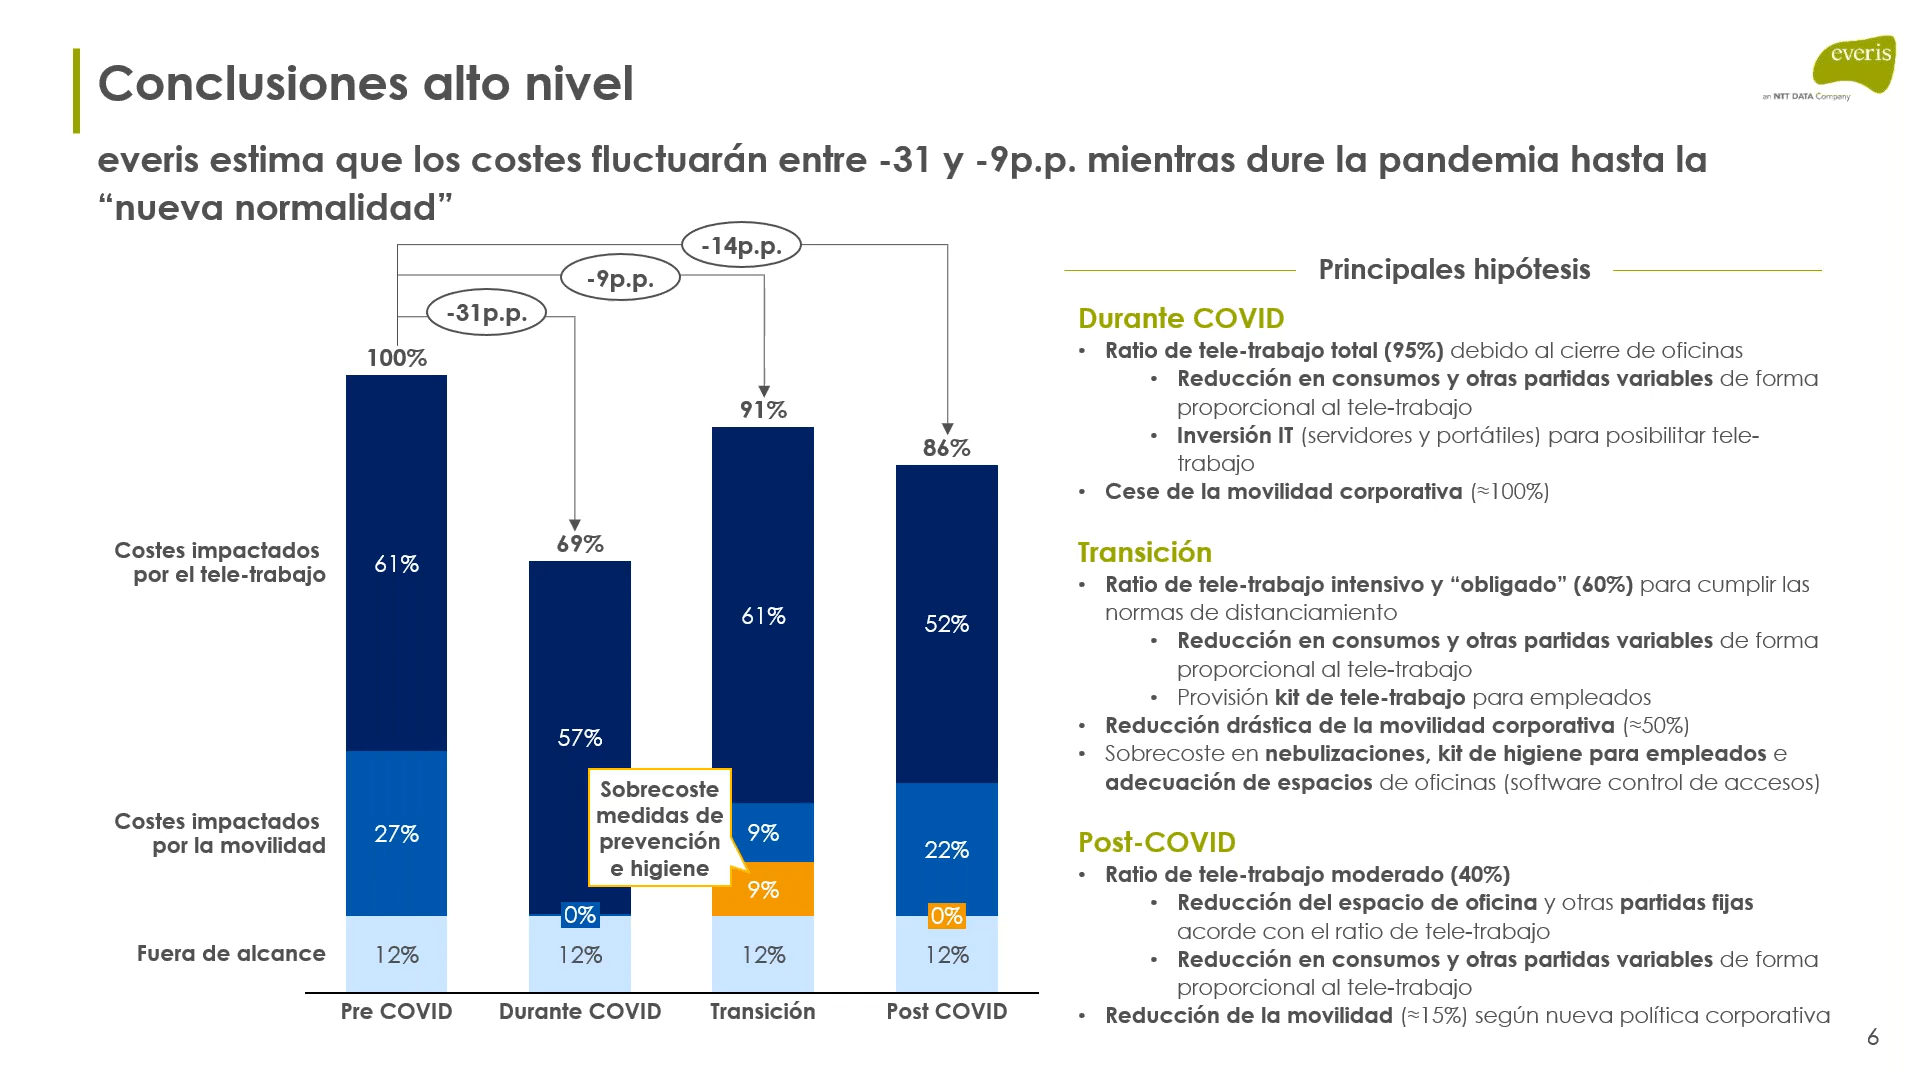 Conclusiones alto nivel
everis
an NTT DATA Company
everis estima que los costes fluctuarán entre -31 y -9p.p. mientras dure la pandemia hasta la
“nueva normalidad”
-14p.p.
-9p.p.
-31p.p.
100%
69%
91%
86%
Costes impactados
por el tele-trabajo
61%
57%
61%
52%
Costes impactados
por la movilidad
27%
0%
9%
22%
Sobrecoste
medidas de
prevención
e higiene
9%
0%
Fuera de alcance
12%
12%
12%
12%
Pre COVID
Durante COVID
Transición
Post COVID
Principales hipótesis
Durante COVID
• Ratio de tele-trabajo total (95%) debido al cierre de oficinas
• Reducción en consumos y otras partidas variables de forma
proporcional al tele-trabajo
• Inversión IT (servidores y portátiles) para posibilitar tele-
trabajo
• Cese de la movilidad corporativa (≈100%)
Transición
• Ratio de tele-trabajo intensivo y “obligado” (60%) para cumplir las
normas de distanciamiento
• Reducción en consumos y otras partidas variables de forma
proporcional al tele-trabajo
• Provisión kit de tele-trabajo para empleados
• Reducción drástica de la movilidad corporativa (≈50%)
• Sobrecoste en nebulizaciones, kit de higiene para empleados e
adecuación de espacios de oficinas (software control de accesos)
Post-COVID
• Ratio de tele-trabajo moderado (40%)
• Reducción del espacio de oficina y otras partidas fijas
acorde con el ratio de tele-trabajo
• Reducción en consumos y otras partidas variables de forma
proporcional al tele-trabajo
• Reducción de la movilidad (≈15%) según nueva política corporativa
6